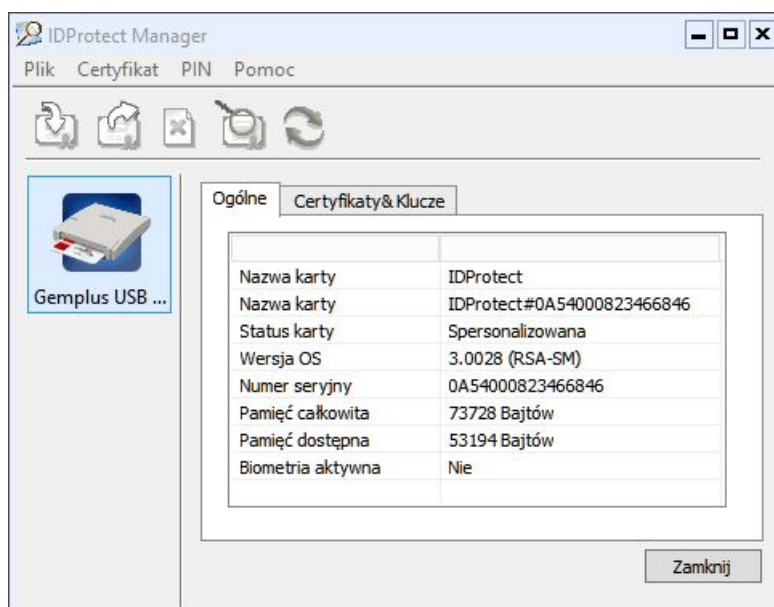 IDProtect Manager
Plik Certyfikat PIN Pomoc
Gemplus USB ...
Ogólne Certyfikaty& Klucze
Nazwa karty IDProtect
Nazwa karty IDProtect#0A54000823466846
Status karty Spersonalizowana
Wersja OS 3.0028 (RSA-SM)
Numer seryjny 0A54000823466846
Pamięć całkowita 73728 Bajtów
Pamięć dostępna 53194 Bajtów
Biometria aktywna Nie
Zamknij